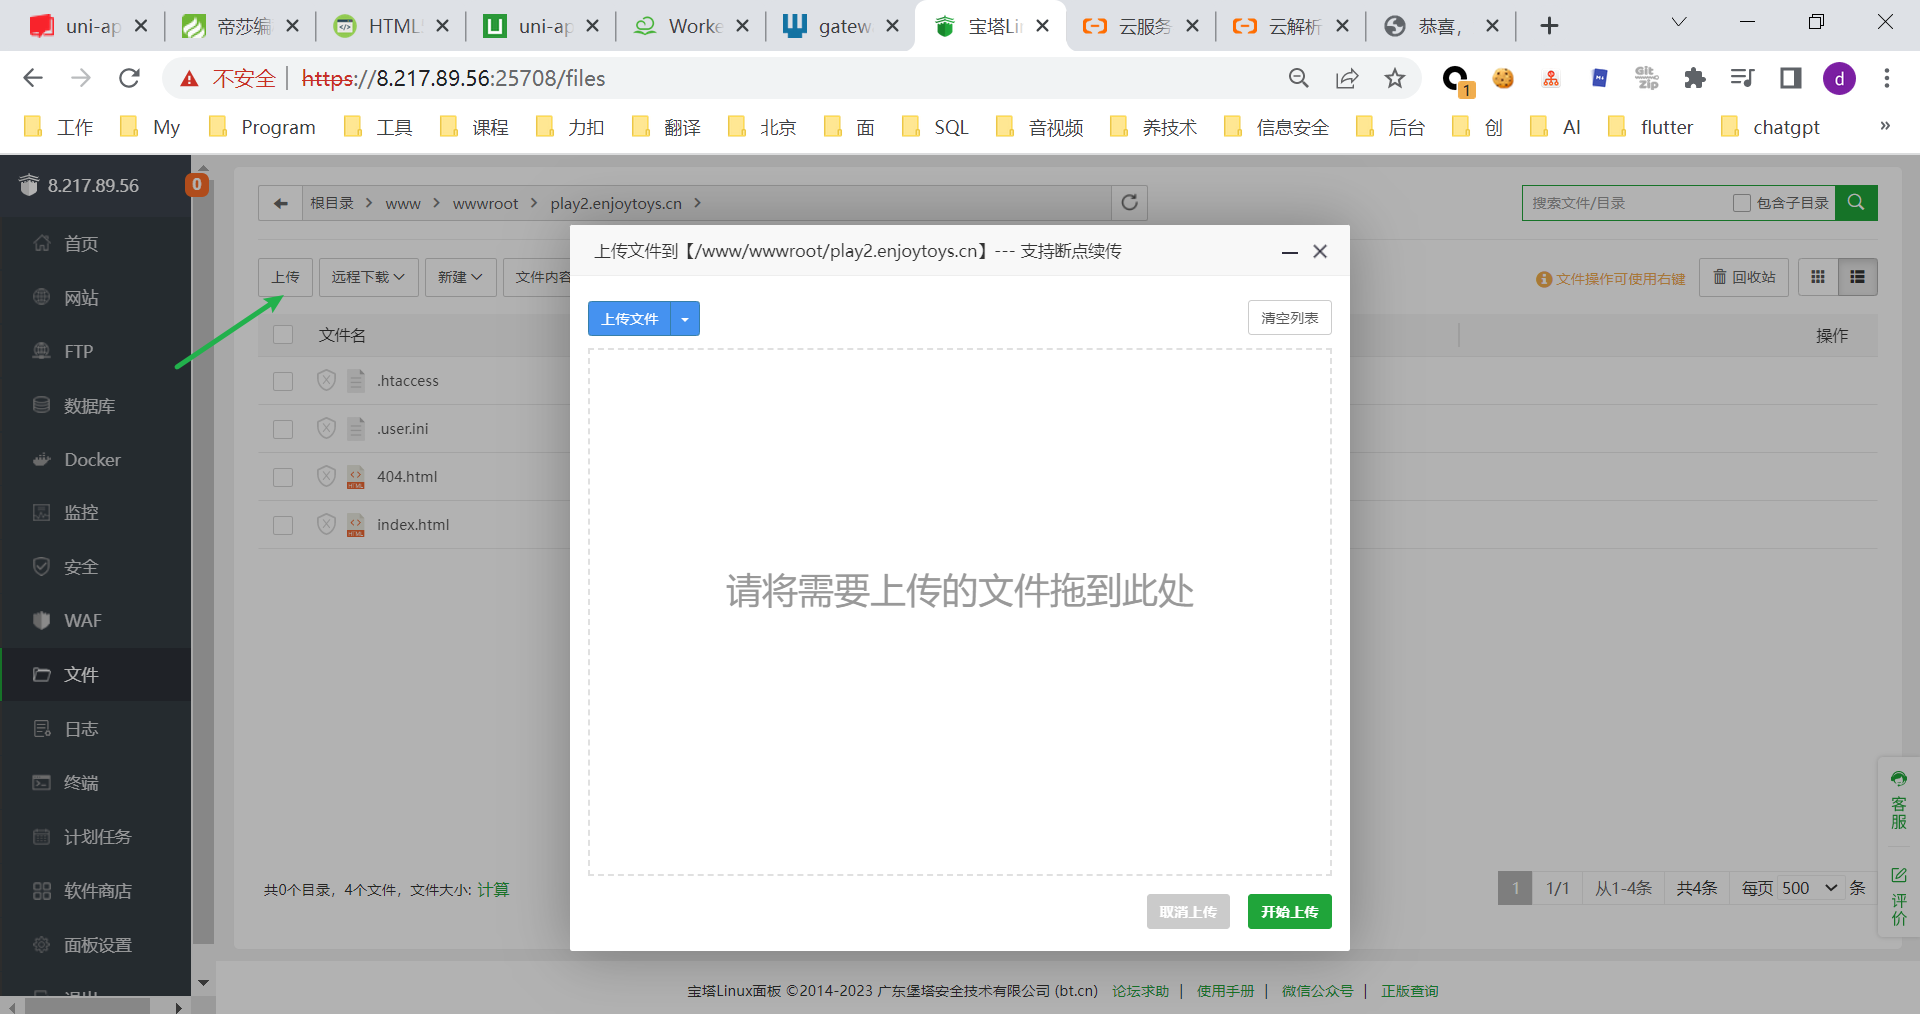 uni-ap
帝莎编
HTML
uni-ap
Worke
gatew
宝塔Lin
云服务
云解析
恭喜，
不安全
https://8.217.89.56:25708/files
1
d
工作
My
Program
工具
课程
力扣
翻译
北京
面
SQL
音视频
养技术
信息安全
后台
创
AI
flutter
chatgpt
»
8.217.89.56
0
首页
网站
FTP
数据库
Docker
监控
安全
WAF
文件
日志
终端
计划任务
软件商店
面板设置
退出
根目录 > www > wwwroot > play2.enjoytoys.cn >
搜索文件/目录
包含子目录
上传
远程下载
新建
文件内容
文件操作可使用右键
回收站
文件名
操作
.htaccess
.user.ini
404.html
index.html
上传文件到【/www/wwwroot/play2.enjoytoys.cn】--- 支持断点续传
上传文件
清空列表
请将需要上传的文件拖到此处
取消上传
开始上传
共0个目录，4个文件，文件大小: 计算
1
1/1
从1-4条
共4条
每页 500 条
客服
评价
宝塔Linux面板 ©2014-2023 广东堡塔安全技术有限公司 (bt.cn) 论坛求助 | 使用手册 | 微信公众号 | 正版查询